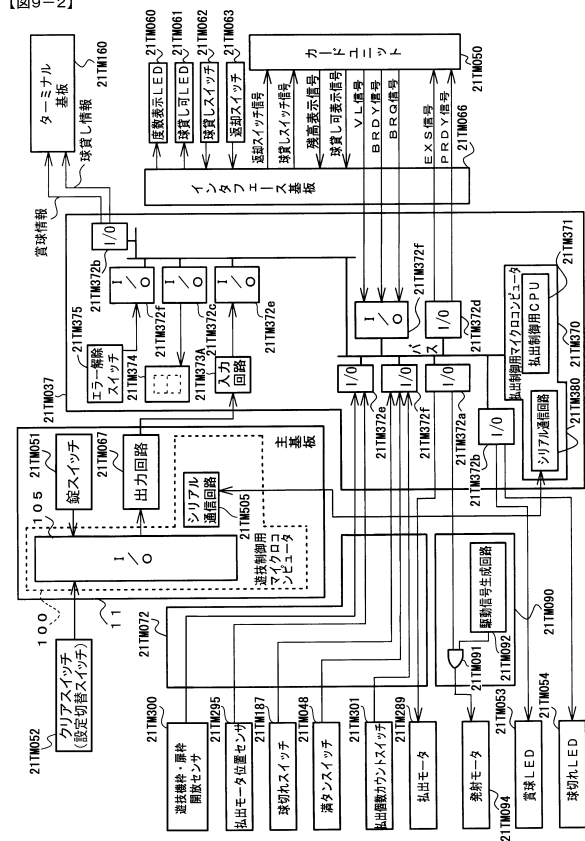 【図9-2】
ターミナル
基板
21TM160
賞球情報
球貸し情報
度数表示LED
21TM060
球貸し可LED
21TM061
球貸しスイッチ
21TM062
返却スイッチ
21TM063
カードユニット
21TM050
返却スイッチ信号
球貸しスイッチ信号
残高表示信号
球貸し可表示信号
VL信号
BRDY信号
BRQ信号
EXS信号
PRDY信号
インタフェース基板
21TM066
I/O
21TM372b
I/O
21TM372f
I/O
21TM372c
I/O
21TM372e
I/O
21TM372f
I/O
21TM372d
バス
エラー解除
スイッチ
21TM375
21TM374
入力
回路
21TM373A
I/O
21TM372e
I/O
21TM372f
I/O
21TM372a
I/O
21TM372b
払出制御用マイクロコンピュータ
払出制御用CPU
21TM371
21TM370
シリアル通信回路
21TM380
21TM037
主
基板
錠スイッチ
21TM051
出力回路
21TM067
シリアル
通信回路
21TM505
105
I/O
遊技制御用
マイクロコ
ンピュータ
100
11
クリアスイッチ
(設定切替スイッチ)
21TM052
21TM072
駆動信号生成回路
21TM092
21TM091
21TM090
遊技機枠・扉枠
開放センサ
21TM300
払出モータ位置センサ
21TM295
球切れスイッチ
21TM187
満タンスイッチ
21TM048
払出個数カウントスイッチ
21TM301
払出モータ
21TM289
発射モータ
21TM094
賞球LED
21TM053
球切れLED
21TM054